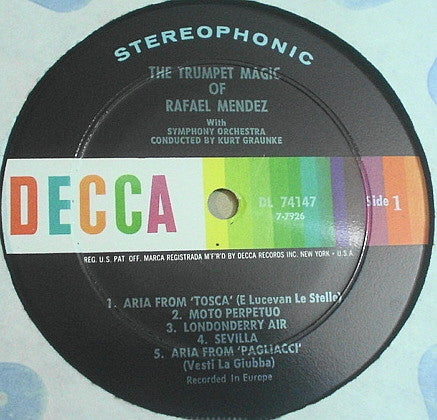 STEREOPHONIC
THE TRUMPET MAGIC
OF
RAFAEL MENDEZ
With
SYMPHONY ORCHESTRA
CONDUCTED BY KURT GRAUNKE
DECCA
DL 74147
7-7926
Side 1
REG. U.S. PAT OFF. MARCA REGISTRADA M'F'R'D BY DECCA RECORDS INC. NEW YORK • U.S.A.
1. ARIA FROM 'TOSCA' (E Lucevan Le Stelle)
2. MOTO PERPETUO
3. LONDONDERRY AIR
4. SEVILLA
5. ARIA FROM 'PAGLIACCI'
(Vesti La Giubba)
Recorded In Europe